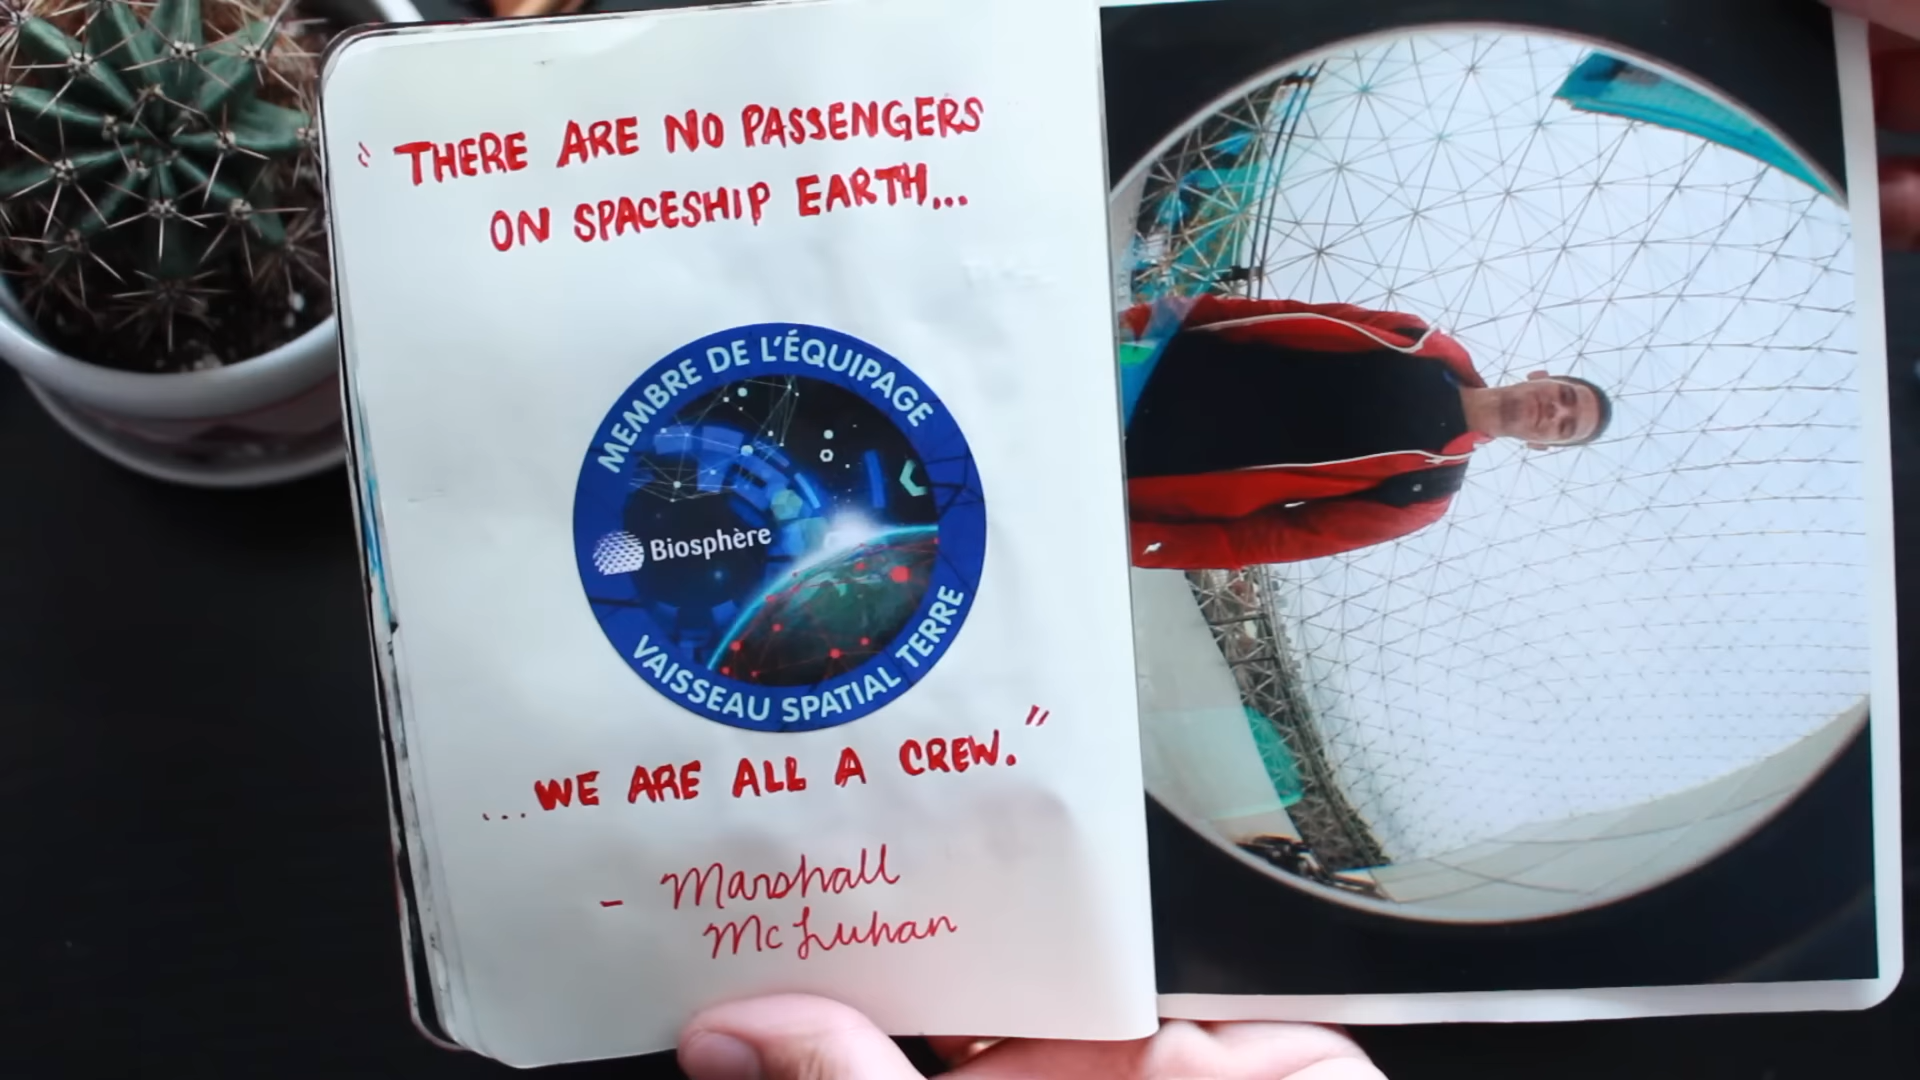 “THERE ARE NO PASSENGERS
ON SPACESHIP EARTH...
MEMBRE DE L’ÉQUIPAGE
Biosphère
VAISSEAU SPATIAL TERRE
...WE ARE ALL A CREW.”
- Marshall
McLuhan